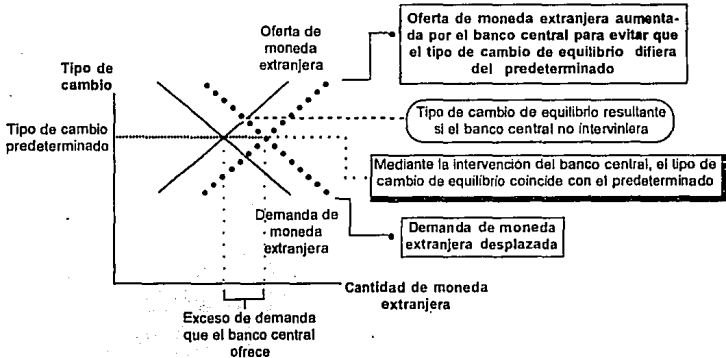 Oferta de moneda extranjera aumenta-
da por el banco central para evitar que
el tipo de cambio de equilibrio difiera
del predeterminado
Oferta de
moneda
extranjera
Tipo de
cambio
Tipo de cambio de equilibrio resultante
si el banco central no interviniera
Tipo de cambio
predeterminado
Mediante la intervención del banco central, el tipo de
cambio de equilibrio coincide con el predeterminado
Demanda de
moneda
extranjera
Demanda de moneda
extranjera desplazada
Cantidad de moneda
extranjera
Exceso de demanda
que el banco central
ofrece